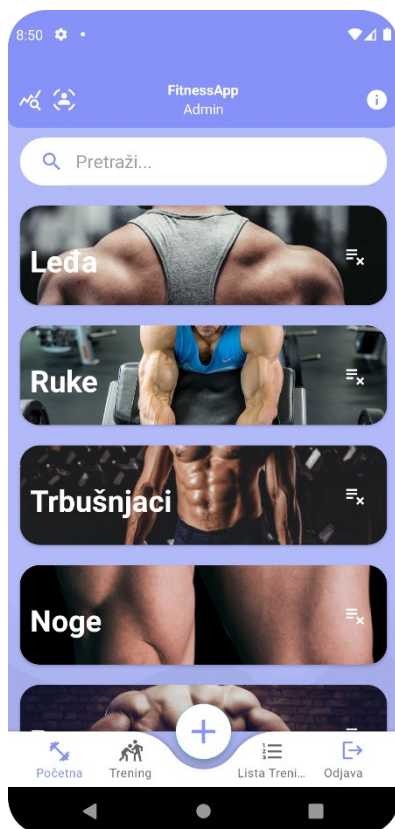 8:50
FitnessApp
Admin
Pretraži...
Leđa
Ruke
Trbušnjaci
Noge
Početna
Trening
Lista Treni...
Odjava